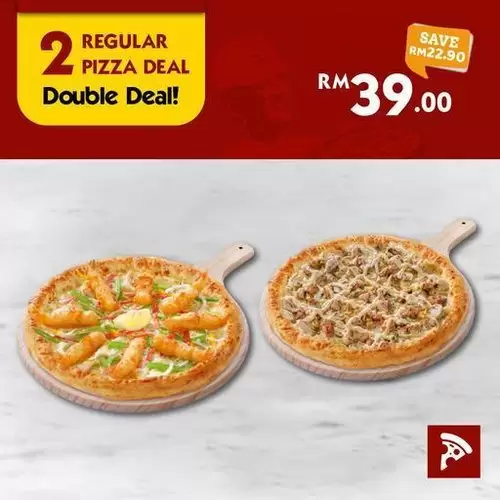 2 REGULAR
PIZZA DEAL
Double Deal!
SAVE
RM22.90
RM39.00